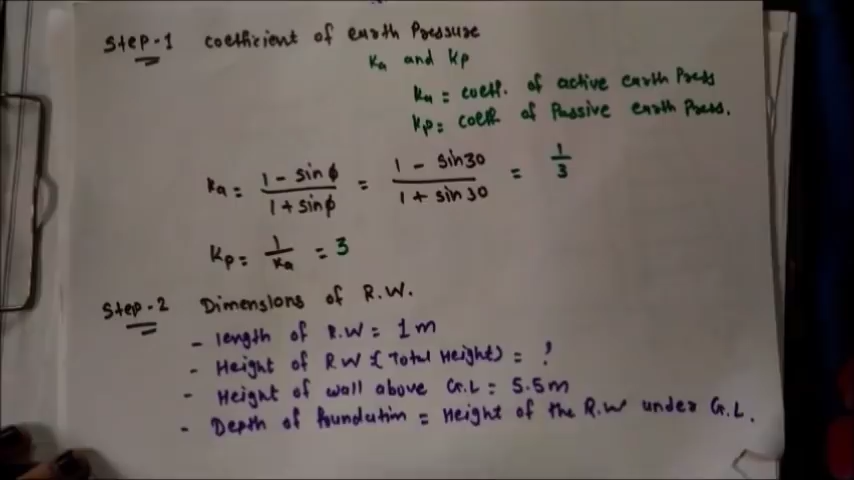 Step-1 Coefficient of earth Pressure
Ka and Kp
Ka = coeff. of active earth Press
Kp= coeff. of Passive earth Press.
Ka= (1 - sinϕ)/(1 + sinϕ) = (1 - sin30)/(1 + sin30) = 1/3
Kp= 1/Ka = 3
Step-2 Dimensions of R.W.
- length of R.W = 1m
- Height of RW (Total Height) = ?
- Height of wall above G.L = 5.5m
- Depth of foundation = Height of the R.W under G.L.